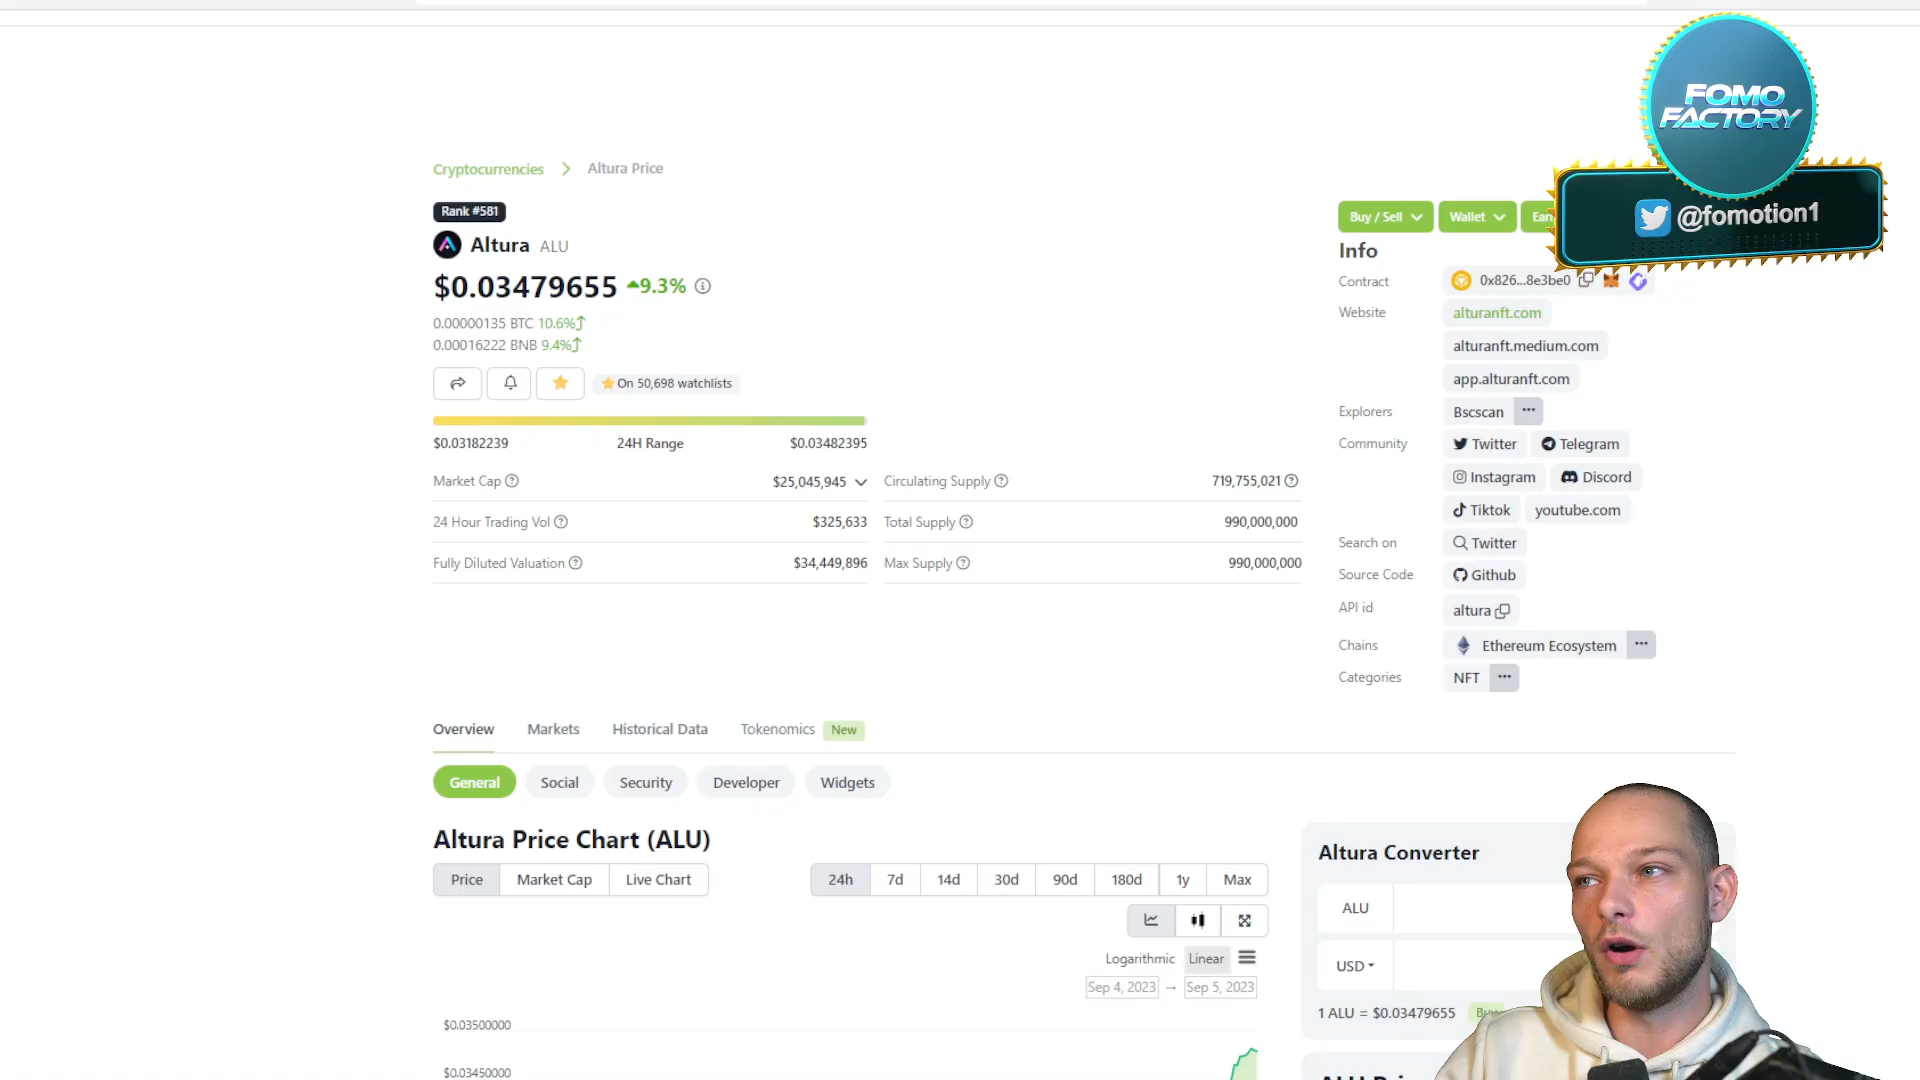 FOMO
FACTORY
@fomotion1
Cryptocurrencies
Altura Price
Rank #581
Altura ALU
$0.03479655 9.3%
0.00000135 BTC 10.6%
0.00016222 BNB 9.4%
On 50,698 watchlists
$0.03182239 24H Range $0.03482395
Market Cap $25,045,945
24 Hour Trading Vol $325,633
Fully Diluted Valuation $34,449,896
Circulating Supply 719,755,021
Total Supply 990,000,000
Max Supply 990,000,000
Buy / Sell Wallet Earn
Info
Contract 0x826...8e3be0
Website alturanft.com
alturanft.medium.com
app.alturanft.com
Explorers Bscscan
Community Twitter Telegram
Instagram Discord
Tiktok youtube.com
Search on Twitter
Source Code Github
API id altura
Chains Ethereum Ecosystem
Categories NFT
Overview Markets Historical Data Tokenomics New
General Social Security Developer Widgets
Altura Price Chart (ALU)
Price Market Cap Live Chart
24h 7d 14d 30d 90d 180d 1y Max
Logarithmic Linear
Sep 4, 2023 → Sep 5, 2023
$0.03500000
$0.03450000
Altura Converter
ALU
USD
1 ALU = $0.03479655